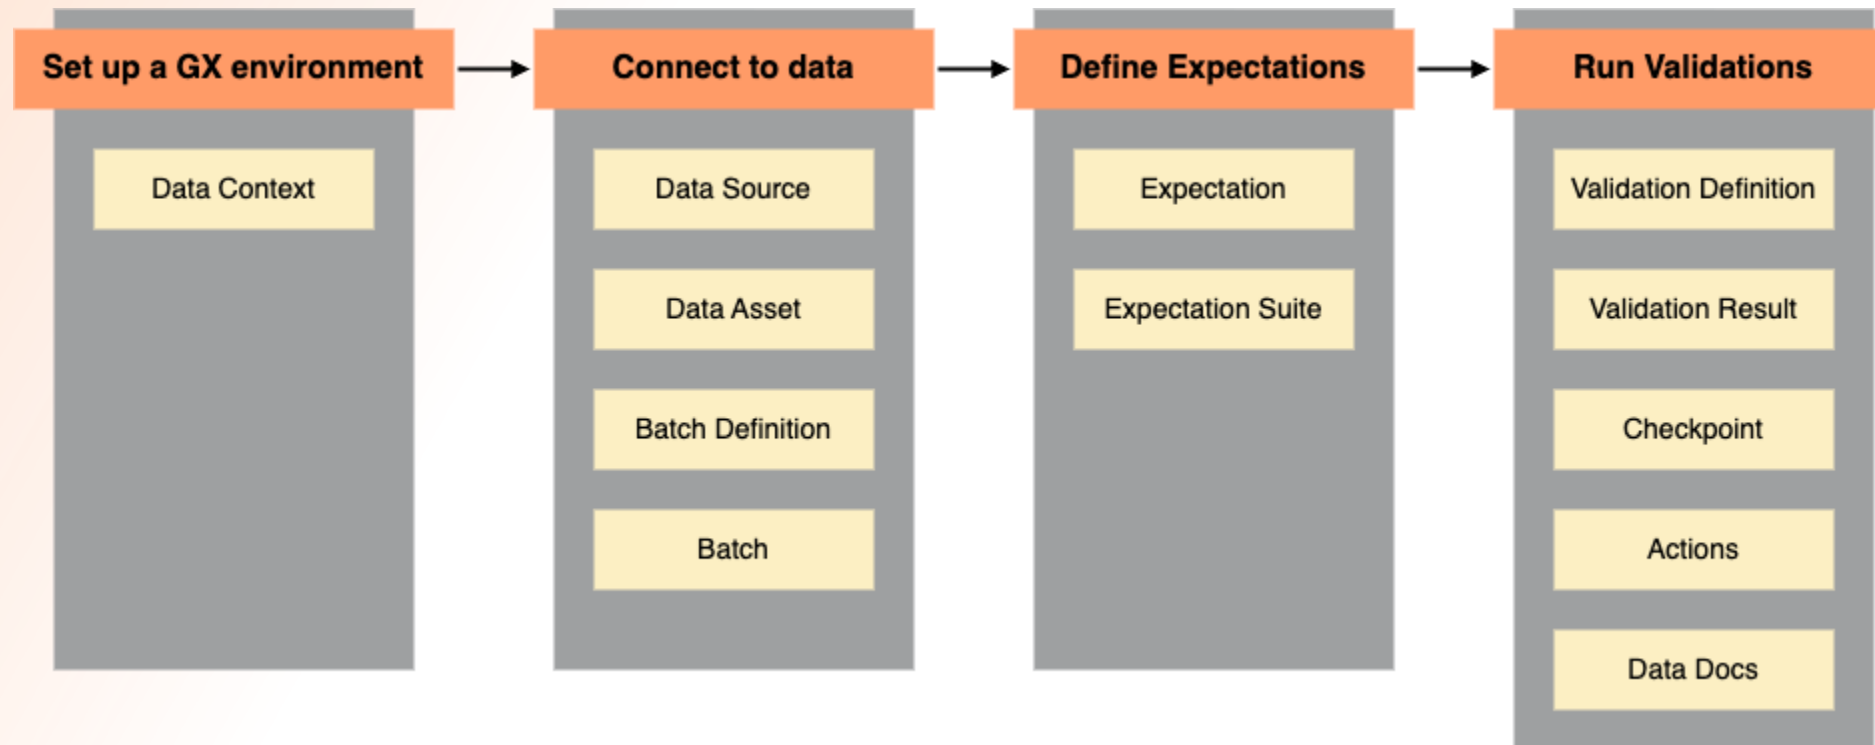 Set up a GX environment
Data Context
Connect to data
Data Source
Data Asset
Batch Definition
Batch
Define Expectations
Expectation
Expectation Suite
Run Validations
Validation Definition
Validation Result
Checkpoint
Actions
Data Docs